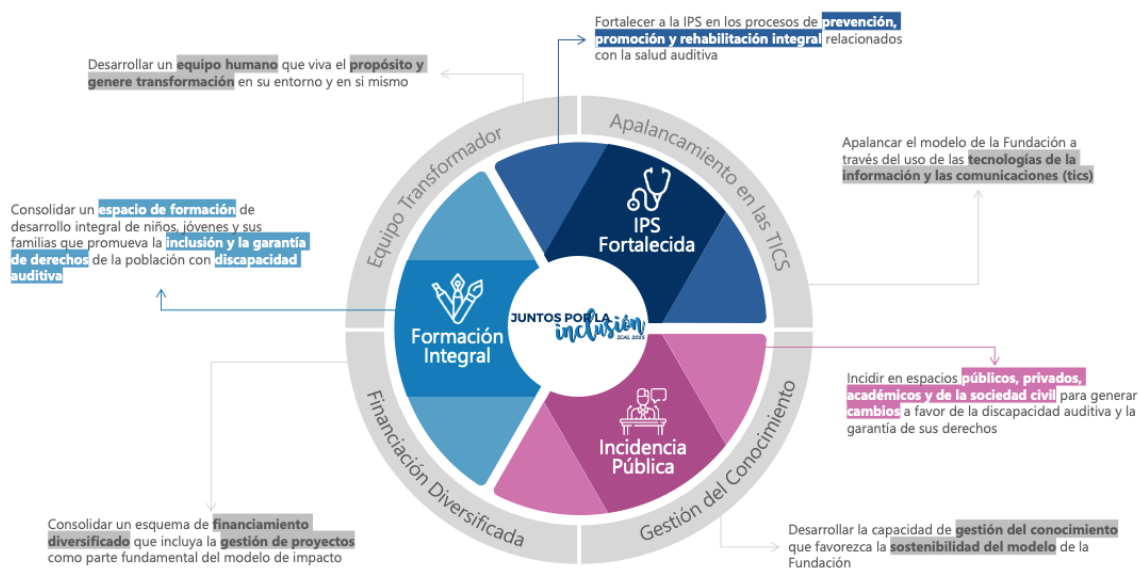 Fortalecer a la IPS en los procesos de prevención,
promoción y rehabilitación integral relacionados
con la salud auditiva
Desarrollar un equipo humano que viva el propósito y
genere transformación en su entorno y en si mismo
Equipo Transformador
Apalancamiento en las TICS
Apalancar el modelo de la Fundación a
través del uso de las tecnologías de la
información y las comunicaciones (tics)
IPS
Fortalecida
Consolidar un espacio de formación de
desarrollo integral de niños, jóvenes y sus
familias que promueva la inclusión y la garantía
de derechos de la población con discapacidad
auditiva
JUNTOS POR LA
inclusión
ICAL 2025
Formación
Integral
Incidir en espacios públicos, privados,
académicos y de la sociedad civil para generar
cambios a favor de la discapacidad auditiva y la
garantía de sus derechos
Incidencia
Pública
Financiación Diversificada
Gestión del Conocimiento
Consolidar un esquema de financiamiento
diversificado que incluya la gestión de proyectos
como parte fundamental del modelo de impacto
Desarrollar la capacidad de gestión del conocimiento
que favorezca la sostenibilidad del modelo de la
Fundación